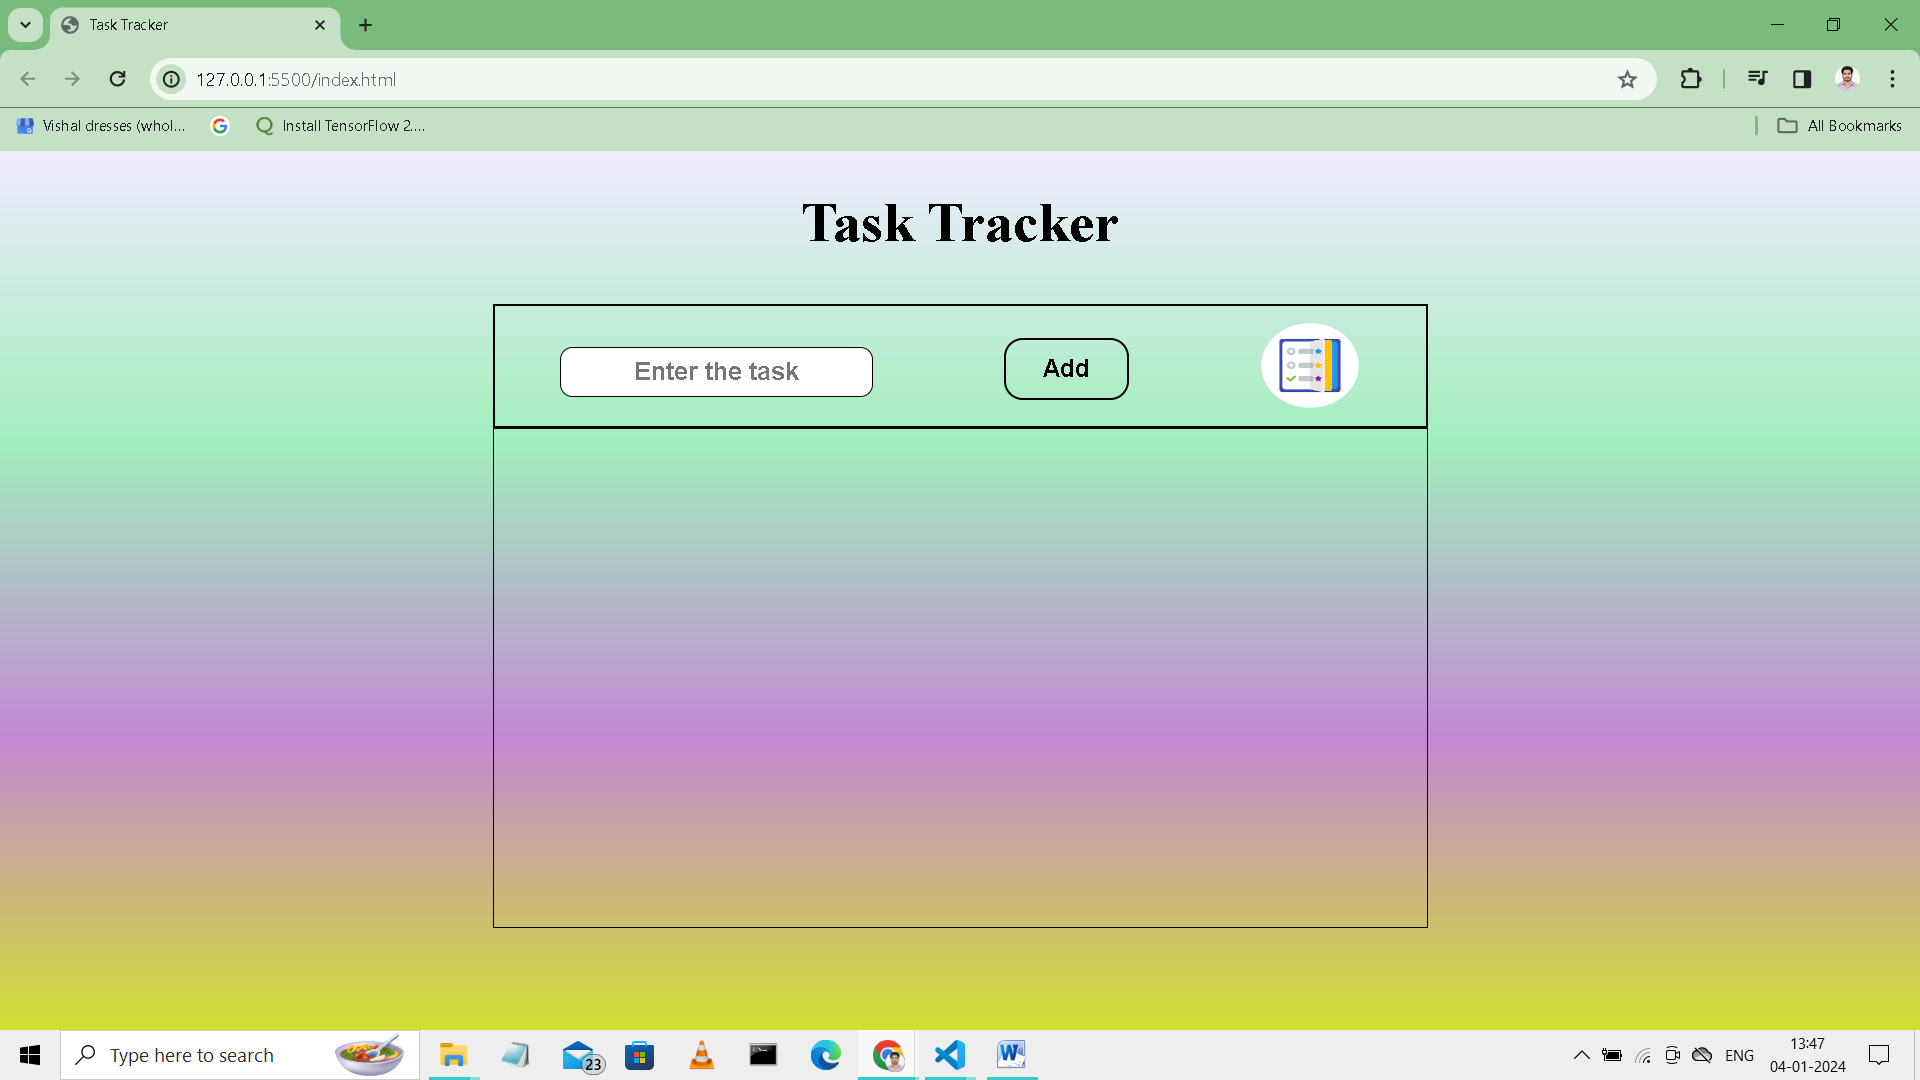 Task Tracker
127.0.0.1:5500/index.html
Vishal dresses (whol...
Install TensorFlow 2....
All Bookmarks
Task Tracker
Enter the task
Add
Type here to search
23
ENG
13:47
04-01-2024